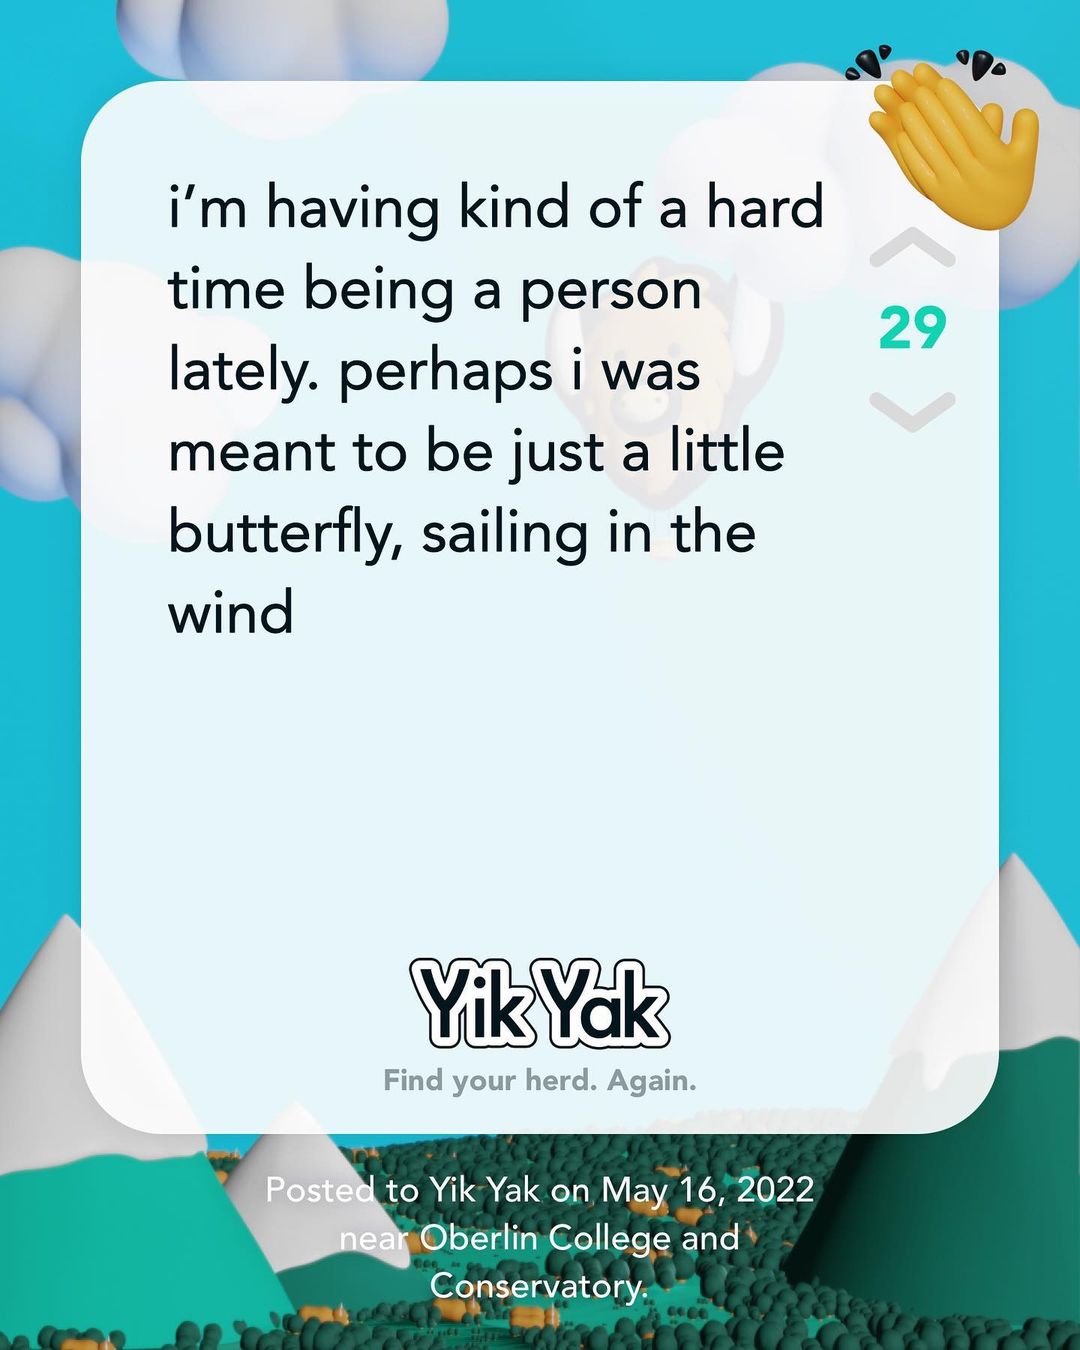 i’m having kind of a hard
time being a person
lately. perhaps i was
meant to be just a little
butterfly, sailing in the
wind
29
Yik Yak
Find your herd. Again.
Posted to Yik Yak on May 16, 2022
near Oberlin College and
Conservatory.